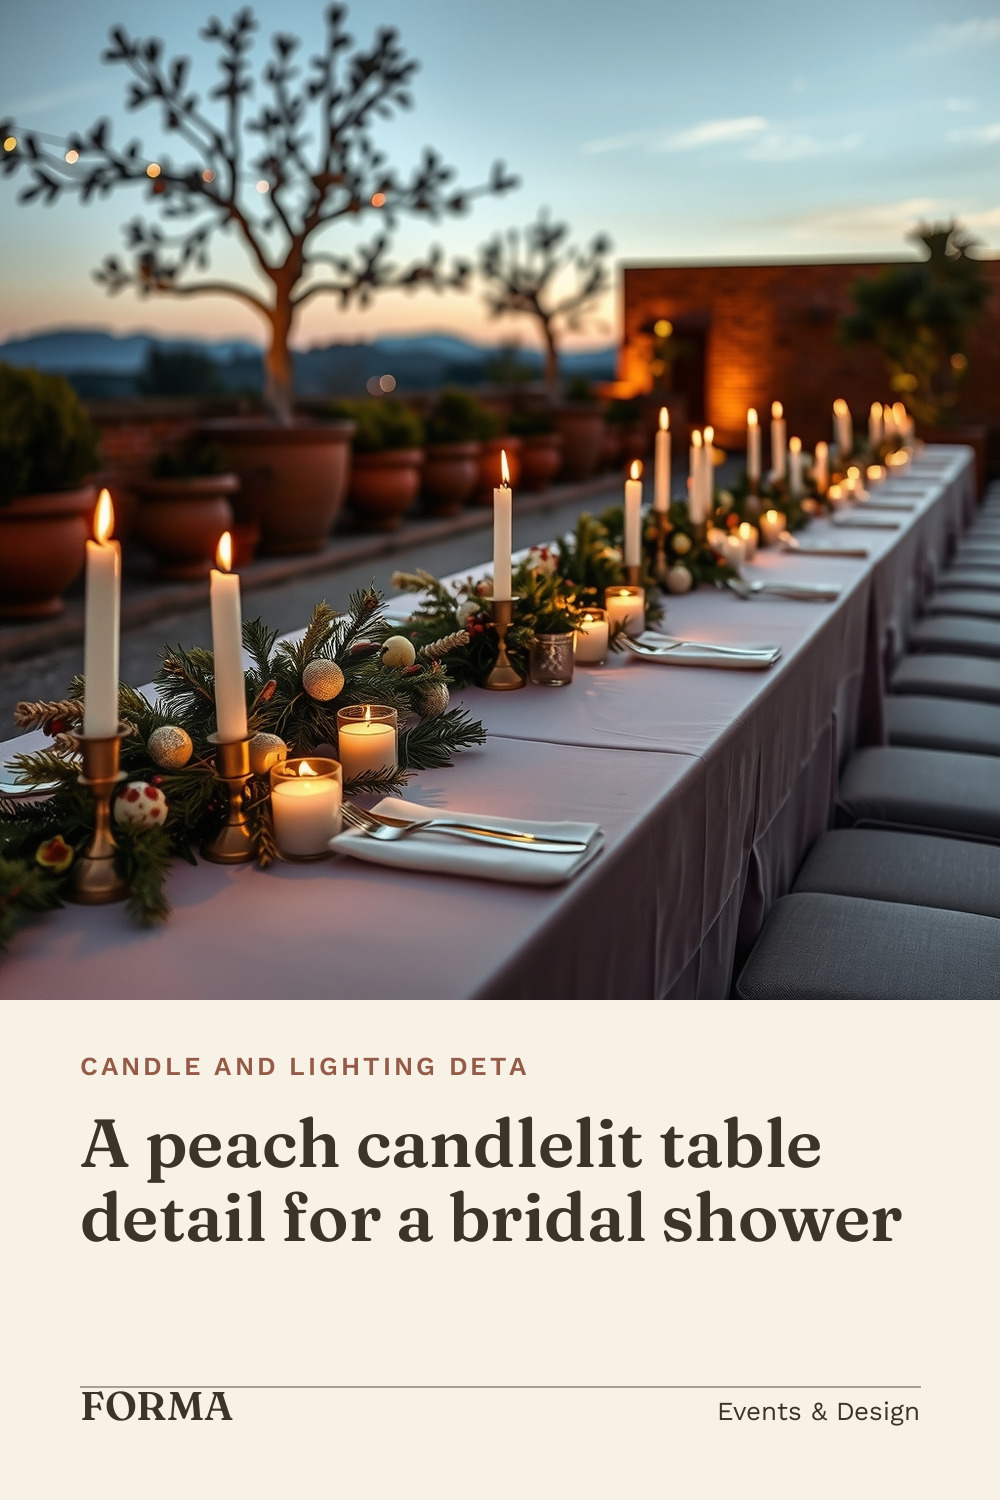 CANDLE AND LIGHTING DETA
A peach candlelit table
detail for a bridal shower
FORMA
Events & Design